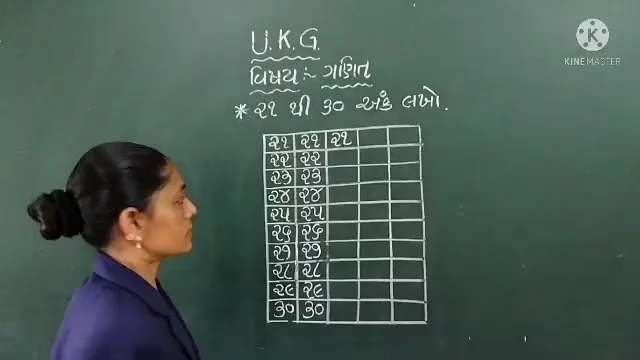 U.K.G.
વિષય :- ગણિત
* ૨૧ થી ૩૦ અંક લખો.
૨૧ ૨૧ ૨૧
૨૨ ૨૨
૨૩ ૨૩
૨૪ ૨૪
૨૫ ૨૫
૨૬ ૨૬
૨૭ ૨૭
૨૮ ૨૮
૨૯ ૨૯
૩૦ ૩૦
K
KINEMASTER